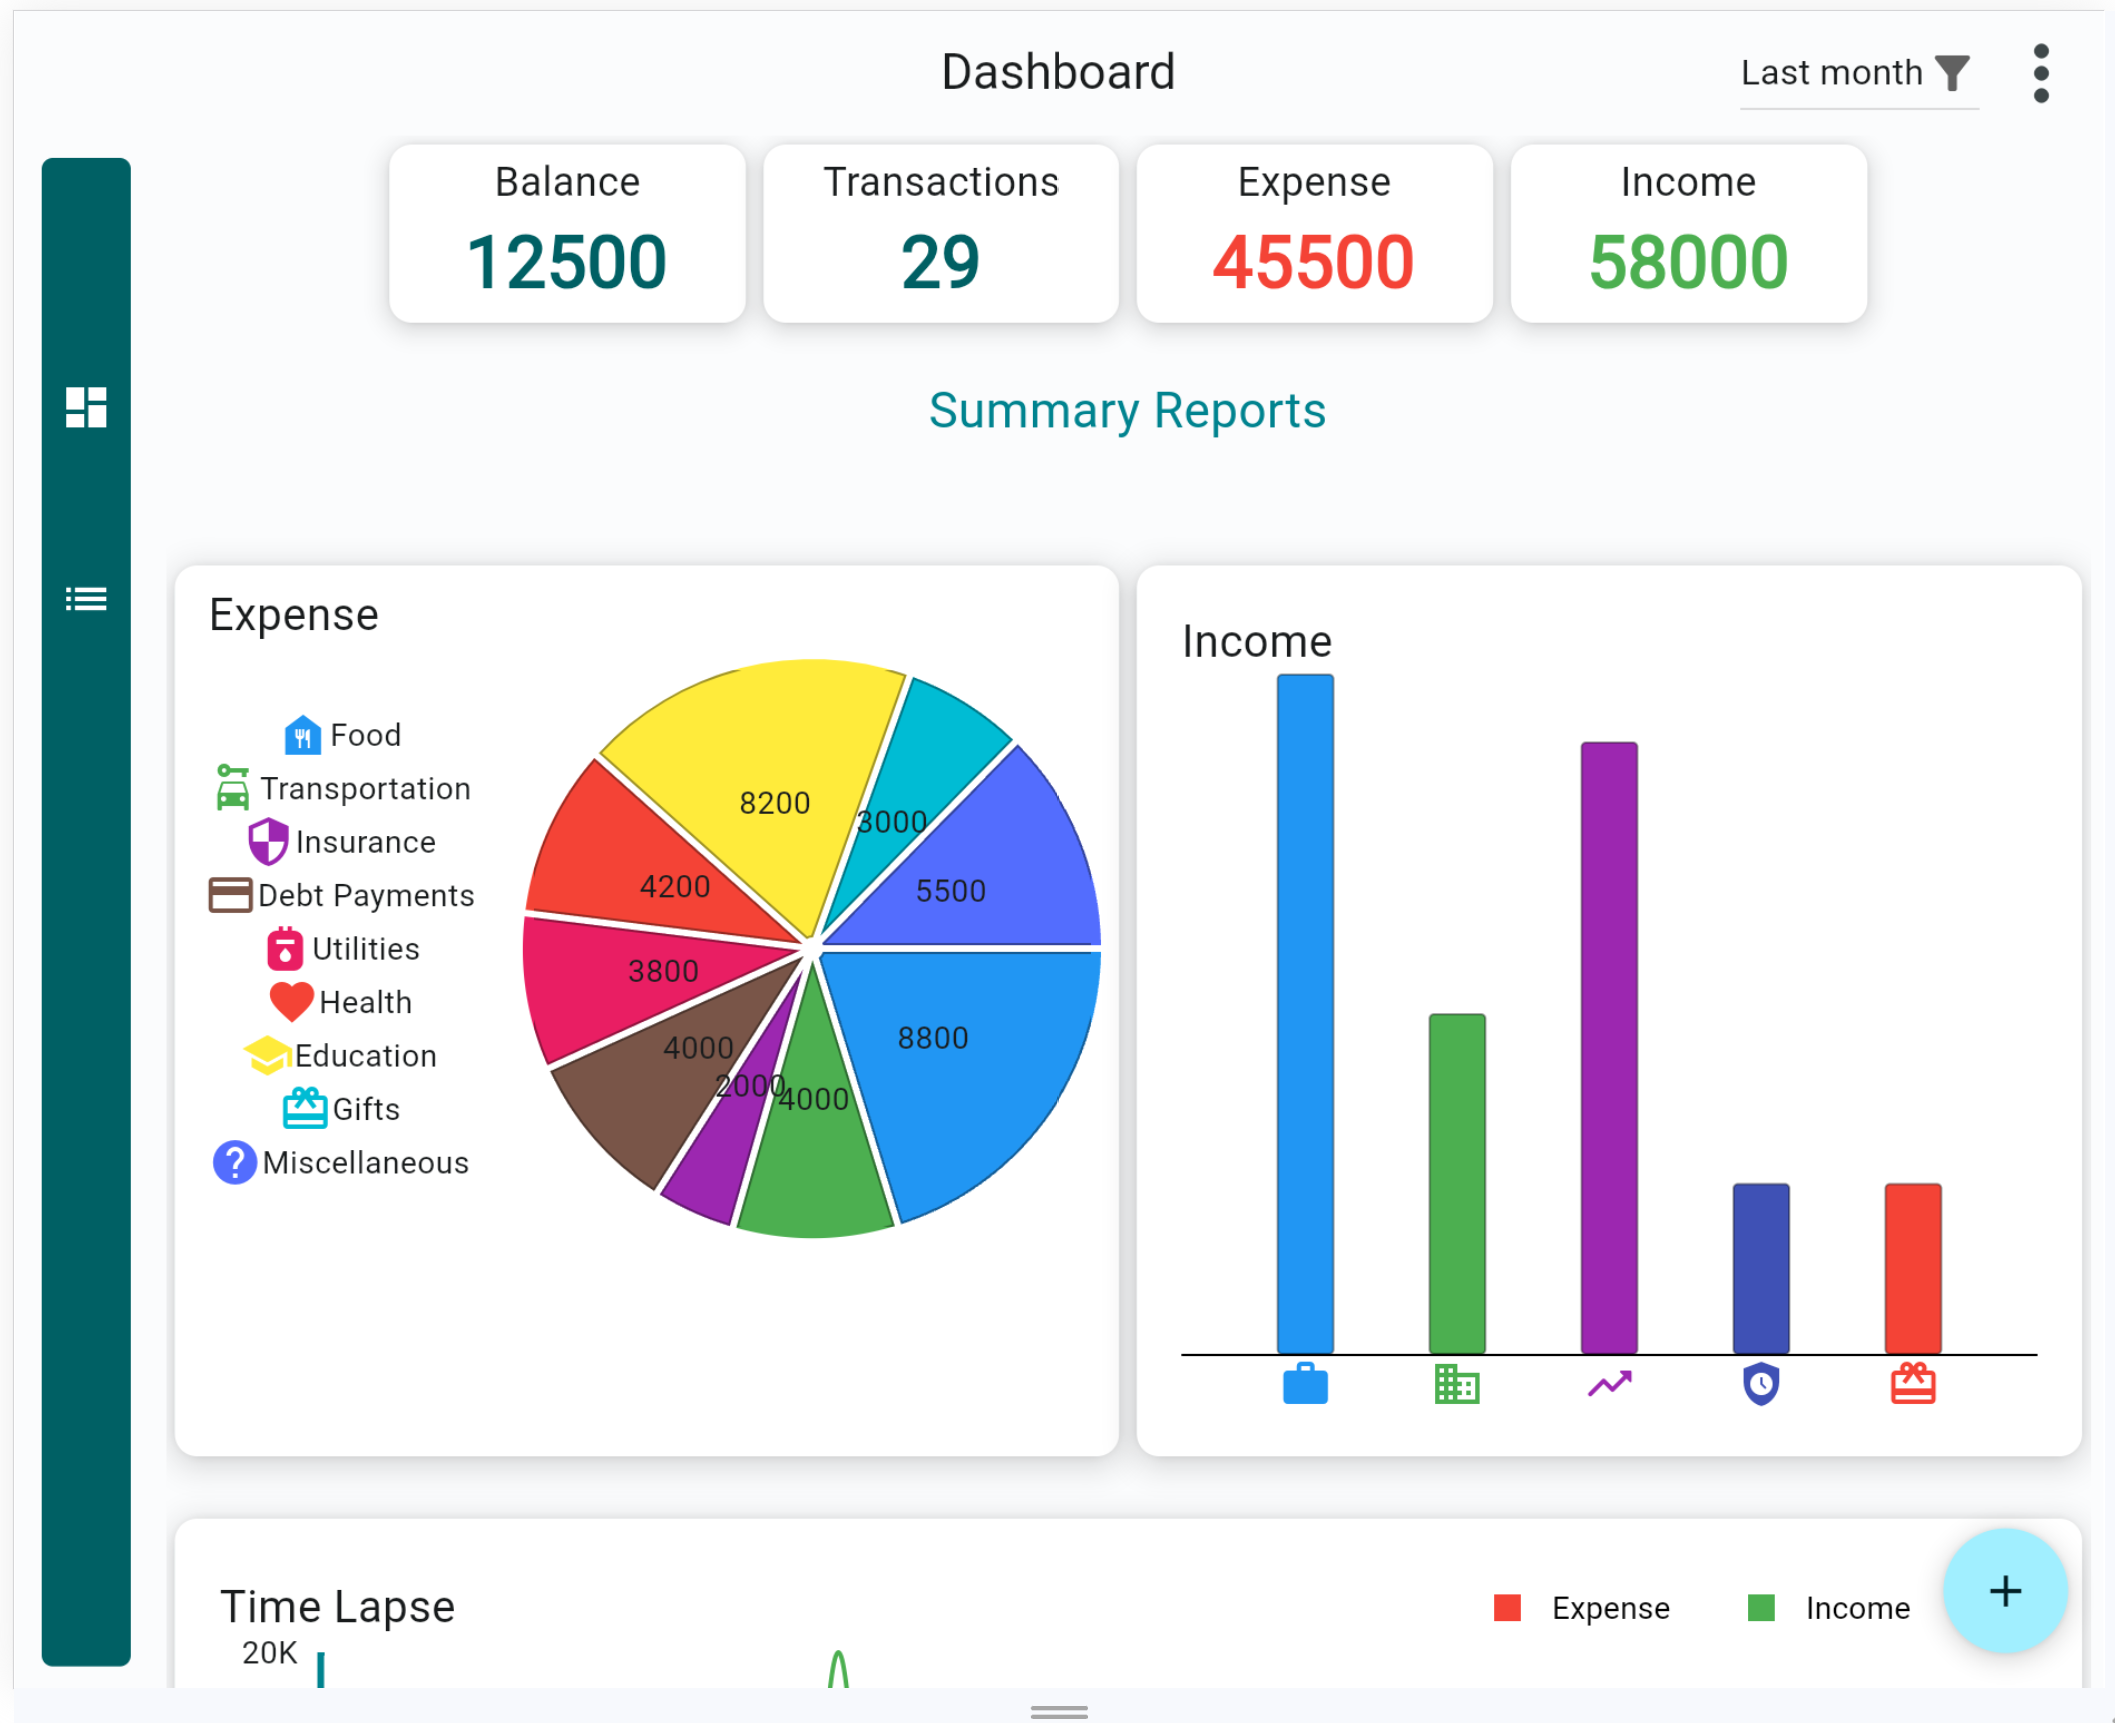 Dashboard
Last month
Balance
12500
Transactions
29
Expense
45500
Income
58000
Summary Reports
Expense
Food
Transportation
Insurance
Debt Payments
Utilities
Health
Education
Gifts
Miscellaneous
8200
3000
5500
4200
3800
8800
4000
2000
4000
Income
Time Lapse
Expense
Income
20K